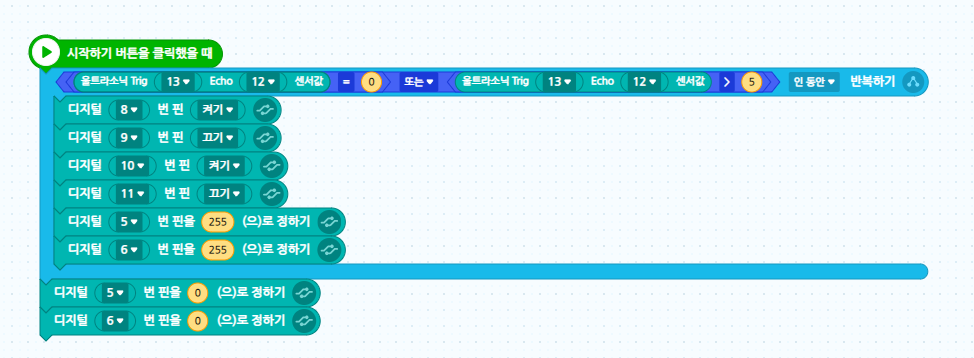 시작하기 버튼을 클릭했을 때
울트라소닉 Trig 13 Echo 12 센서값 = 0 또는 울트라소닉 Trig 13 Echo 12 센서값 > 5 인 동안 반복하기
디지털 8 번 핀 켜기
디지털 9 번 핀 끄기
디지털 10 번 핀 켜기
디지털 11 번 핀 끄기
디지털 5 번 핀을 255 (으)로 정하기
디지털 6 번 핀을 255 (으)로 정하기
디지털 5 번 핀을 0 (으)로 정하기
디지털 6 번 핀을 0 (으)로 정하기